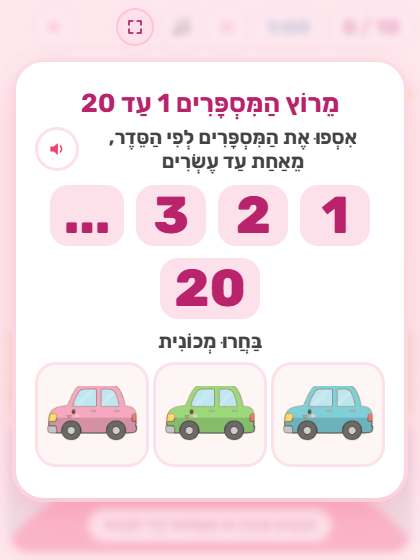 מֵרוֹץ הַמִּסְפָּרִים 1 עַד 20
אִסְפוּ אֶת הַמִּסְפָּרִים לְפִי הַסֵּדֶר,
מֵאַחַת עַד עֶשְׂרִים
1 2 3 ...
20
בַּחֲרוּ מְכוֹנִית